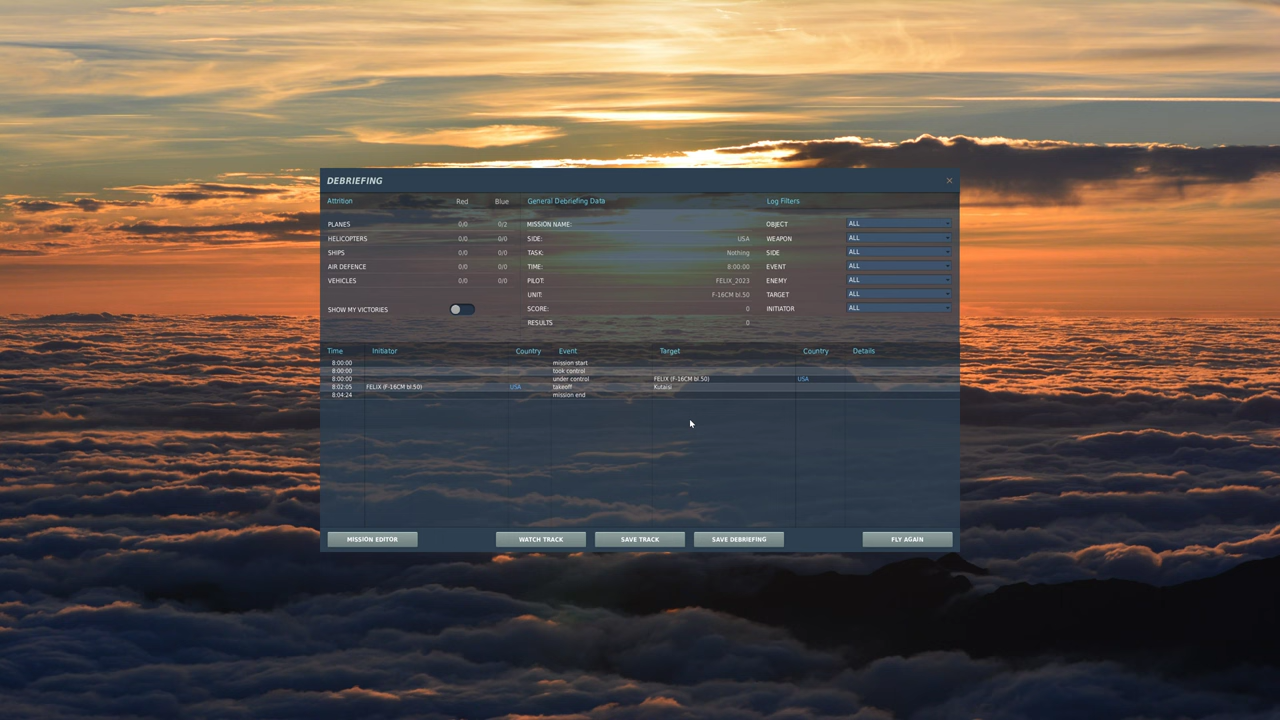 DEBRIEFING ×
Attrition Red Blue General Debriefing Data Log Filters
PLANES 0/0 0/2 MISSION NAME: OBJECT ALL
HELICOPTERS 0/0 0/0 SIDE: USA WEAPON ALL
SHIPS 0/0 0/0 TASK: Nothing SIDE ALL
AIR DEFENCE 0/0 0/0 TIME: 8:00:00 EVENT ALL
VEHICLES 0/0 0/0 PILOT: FELIX_2023 ENEMY ALL
UNIT: F-16CM bl.50 TARGET ALL
SHOW MY VICTORIES SCORE: 0 INITIATOR ALL
RESULTS 0
Time Initiator Country Event Target Country Details
8:00:00 mission start
8:00:00 took control
8:00:00 under control FELIX (F-16CM bl.50) USA
8:02:05 FELIX (F-16CM bl.50) USA takeoff Kutaisi
8:04:24 mission end
MISSION EDITOR WATCH TRACK SAVE TRACK SAVE DEBRIEFING FLY AGAIN